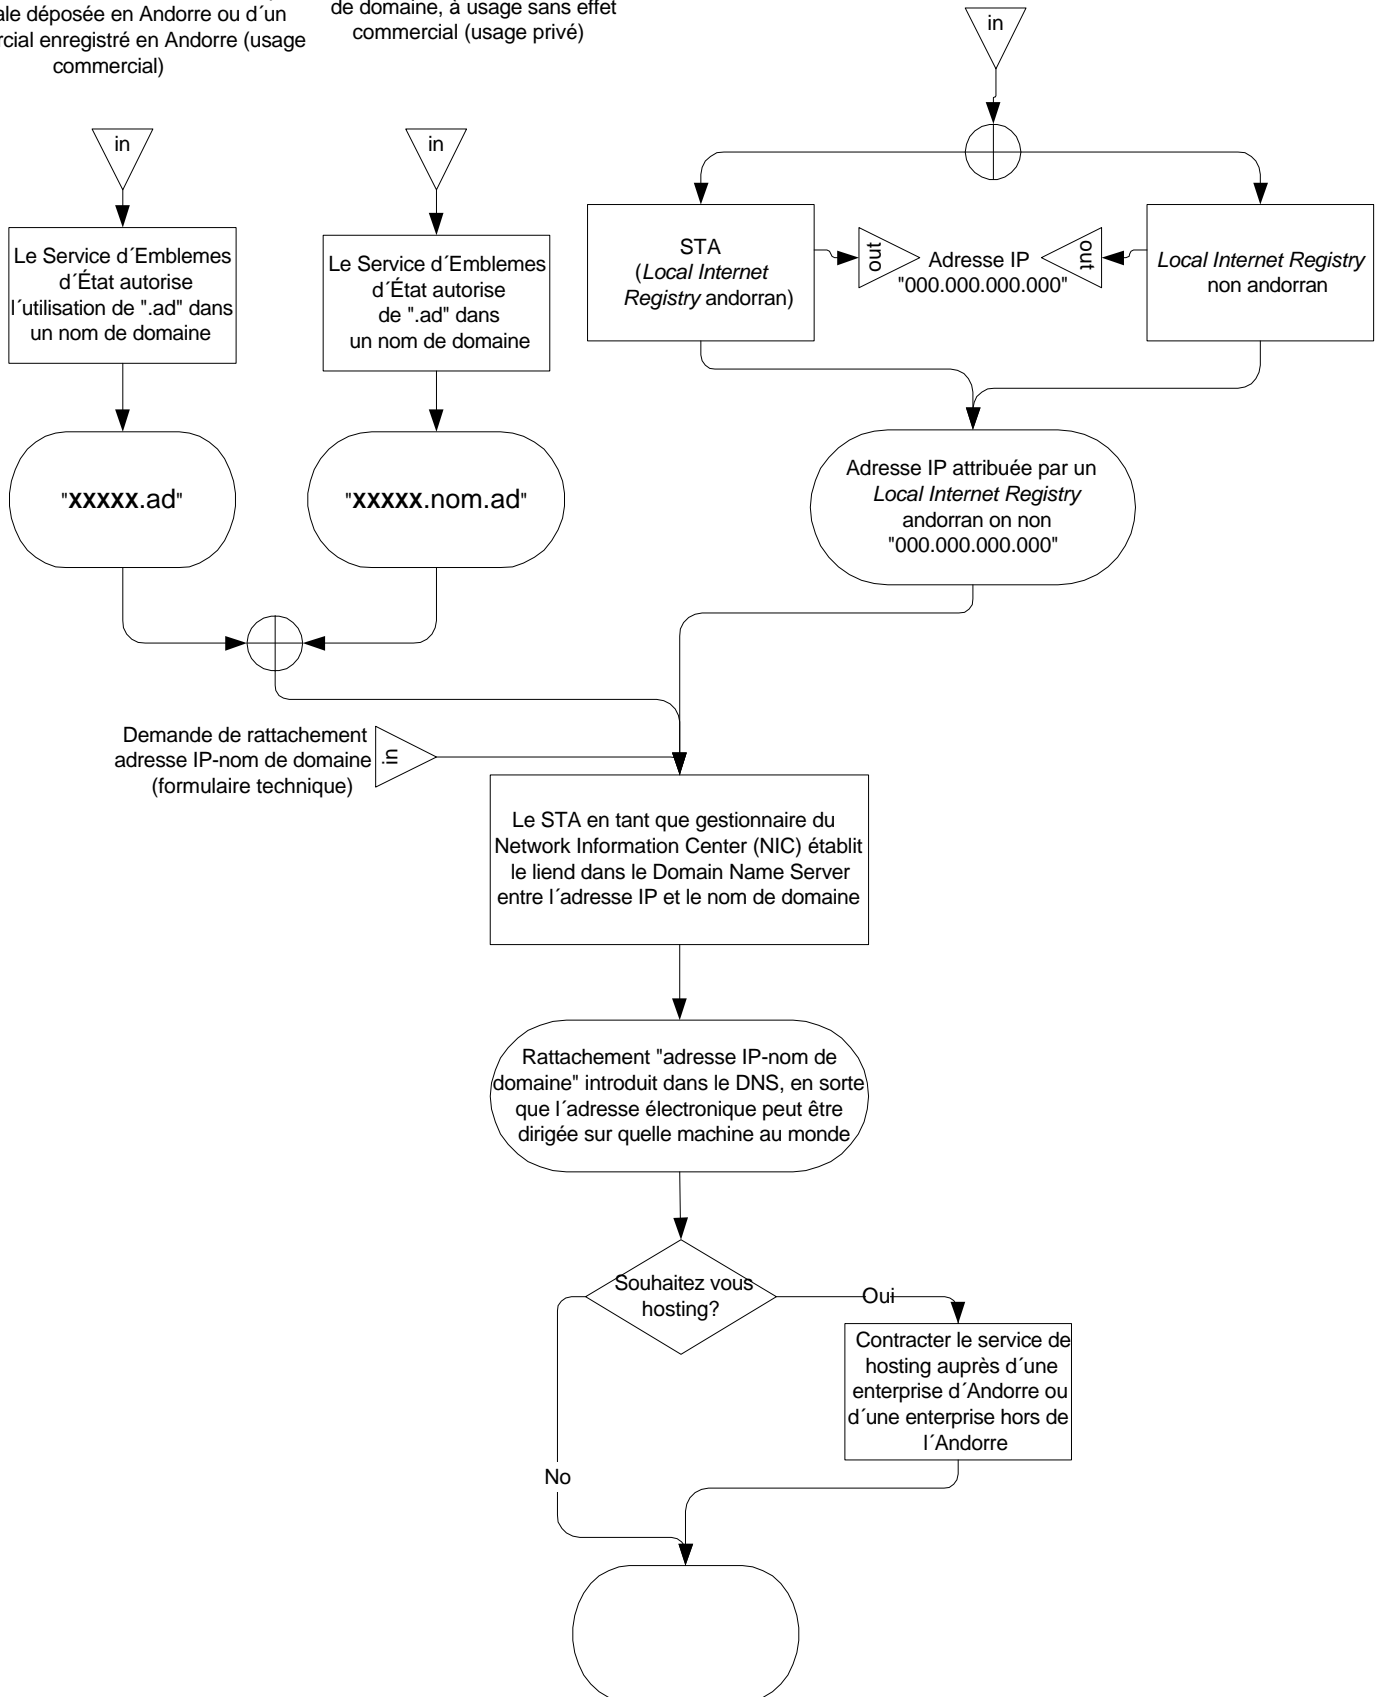 déposée en Andorre ou d´un
enregistré en Andorre (usage
commercial)
de domaine, à usage sans effet
commercial (usage privé)
in
in
in
Le Service d´Emblemes
d´État autorise
l´utilisation de ".ad" dans
un nom de domaine
Le Service d´Emblemes
d´État autorise
de ".ad" dans
un nom de domaine
STA
(Local Internet
Registry andorran)
out
Adresse IP
"000.000.000.000"
out
Local Internet Registry
non andorran
"xxxxx.ad"
"xxxxx.nom.ad"
Adresse IP attribuée par un
Local Internet Registry
andorran on non
"000.000.000.000"
Demande de rattachement
adresse IP-nom de domaine
(formulaire technique)
in
Le STA en tant que gestionnaire du
Network Information Center (NIC) établit
le liend dans le Domain Name Server
entre l´adresse IP et le nom de domaine
Rattachement "adresse IP-nom de
domaine" introduit dans le DNS, en sorte
que l´adresse électronique peut être
dirigée sur quelle machine au monde
Souhaitez vous
hosting?
Oui
Contracter le service de
hosting auprès d´une
enterprise d´Andorre ou
d´une enterprise hors de
l´Andorre
No